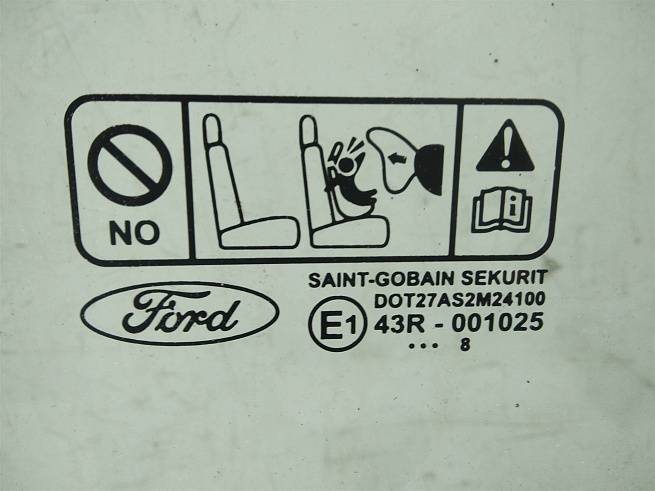 NO
i
Ford
SAINT-GOBAIN SEKURIT
DOT27AS2M24100
E1
43R - 001025
... 8